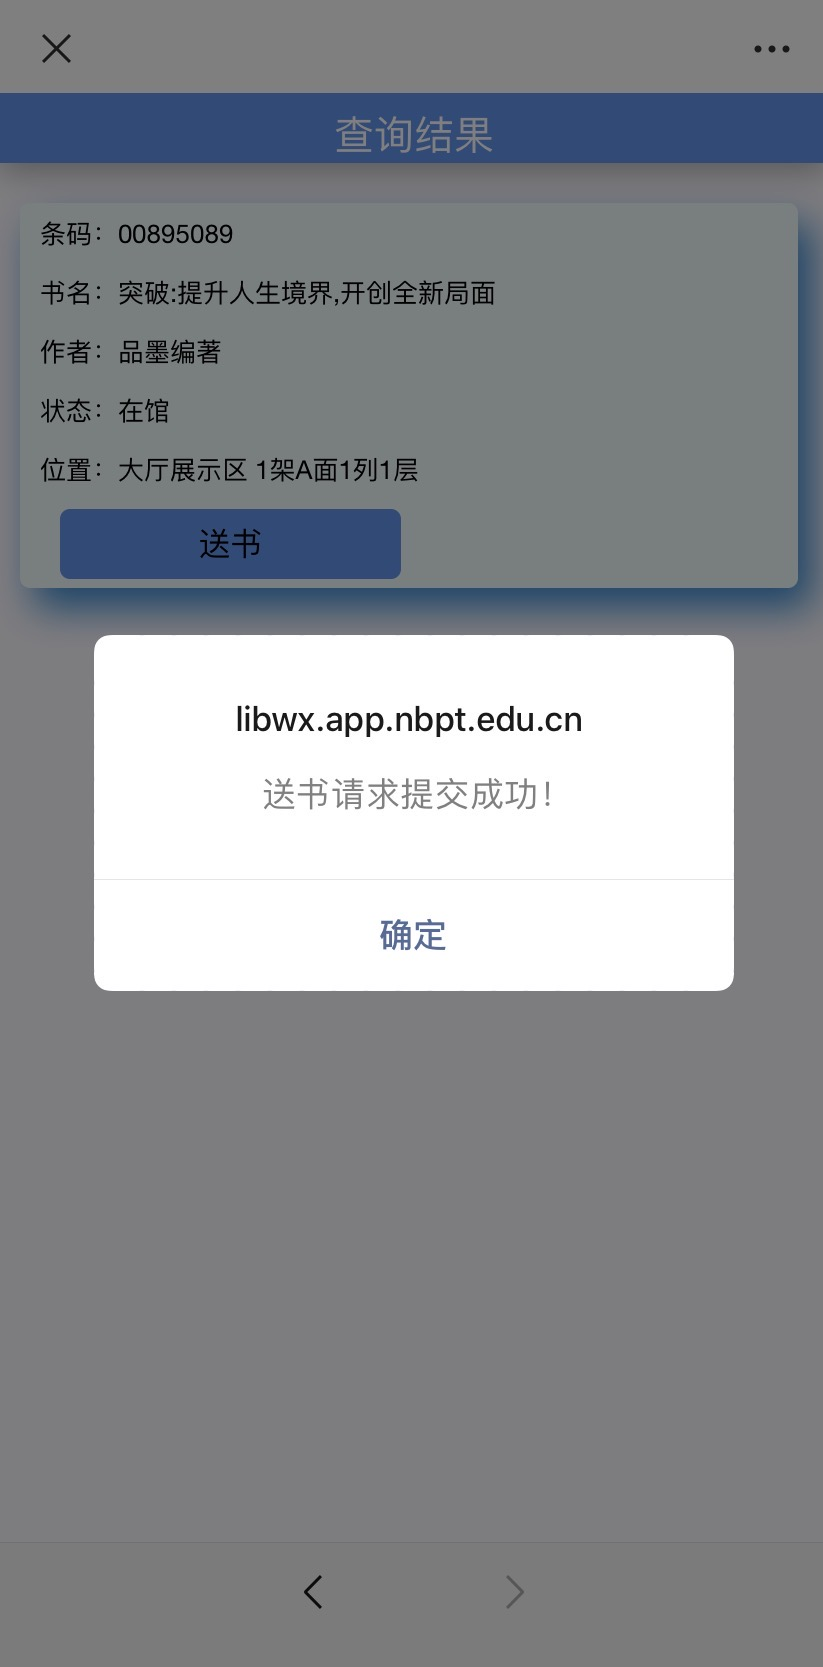 查询结果
条码：00895089
书名：突破:提升人生境界,开创全新局面
作者：品墨编著
状态：在馆
位置：大厅展示区 1架A面1列1层
送书
libwx.app.nbpt.edu.cn
送书请求提交成功！
确定